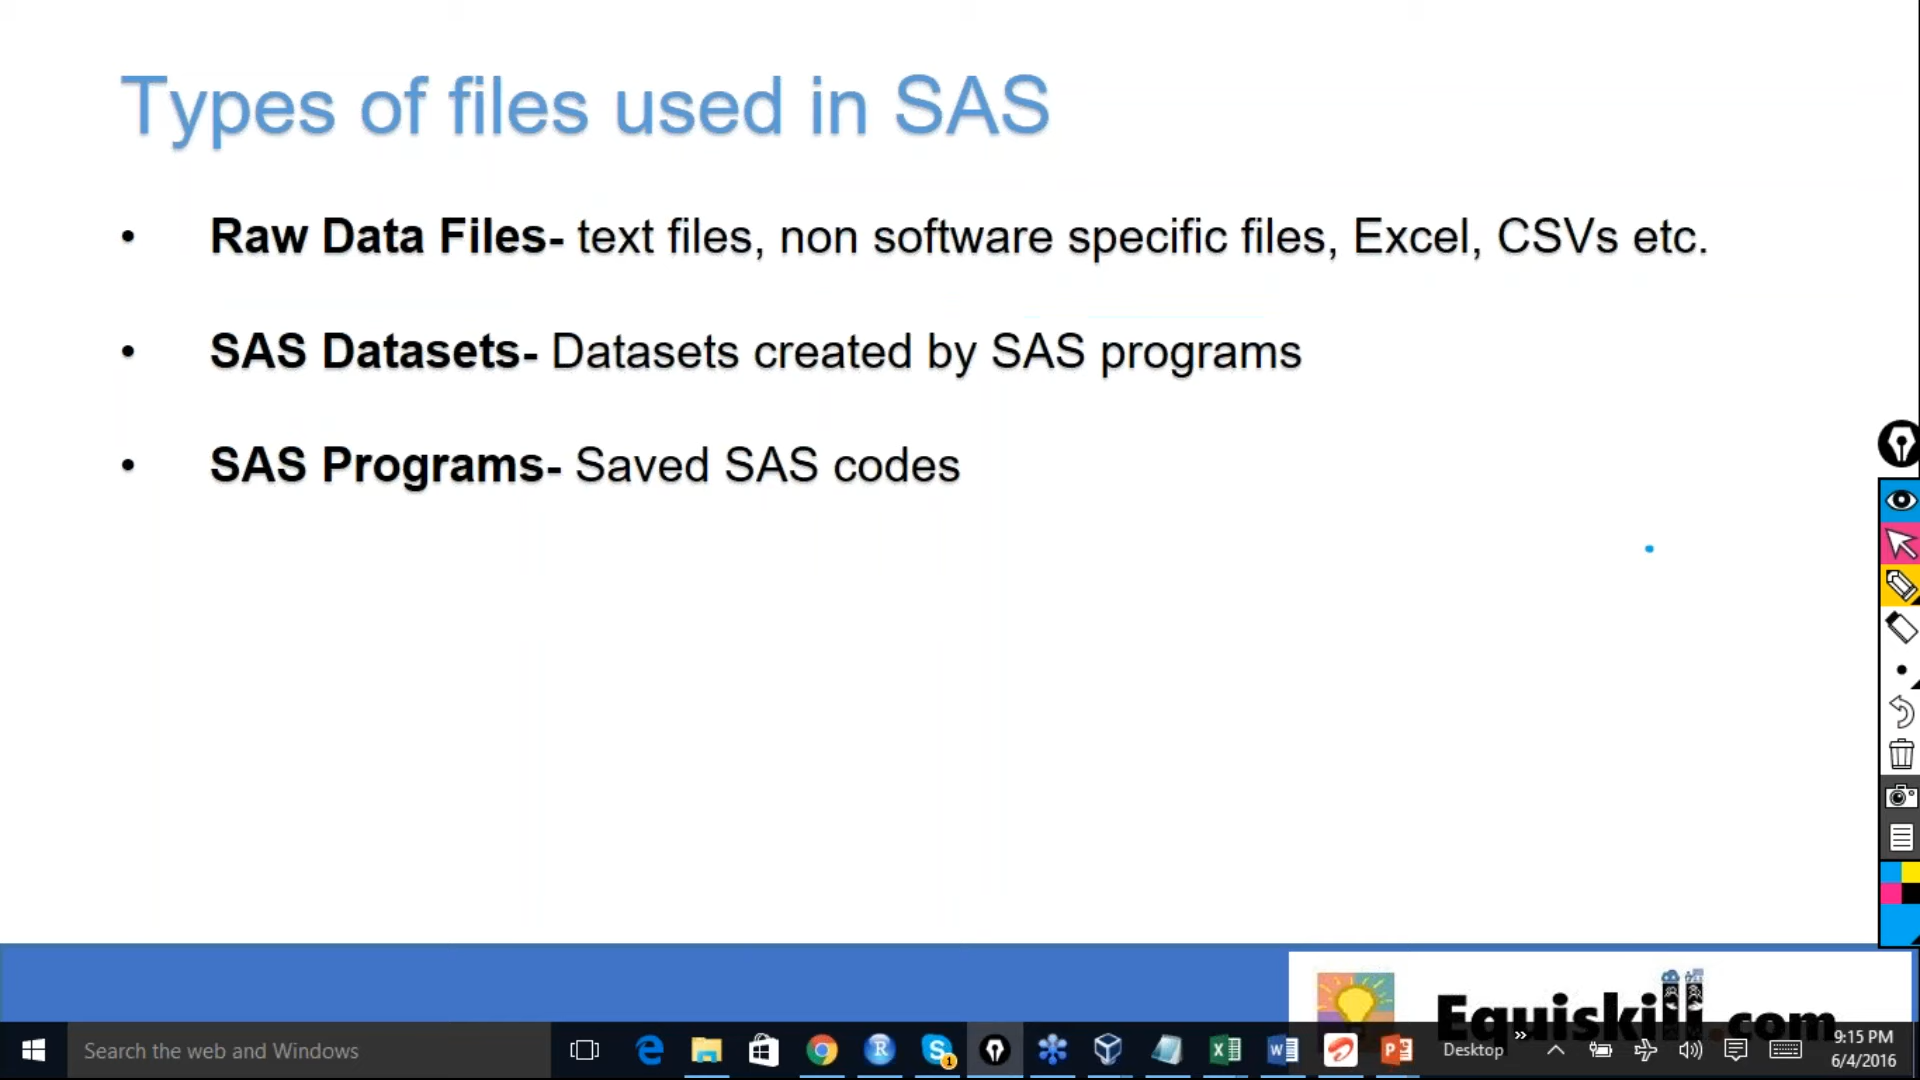 Types of files used in SAS
• Raw Data Files- text files, non software specific files, Excel, CSVs etc.
• SAS Datasets- Datasets created by SAS programs
• SAS Programs- Saved SAS codes
Equiskill.com
Search the web and Windows
Desktop
9:15 PM
6/4/2016